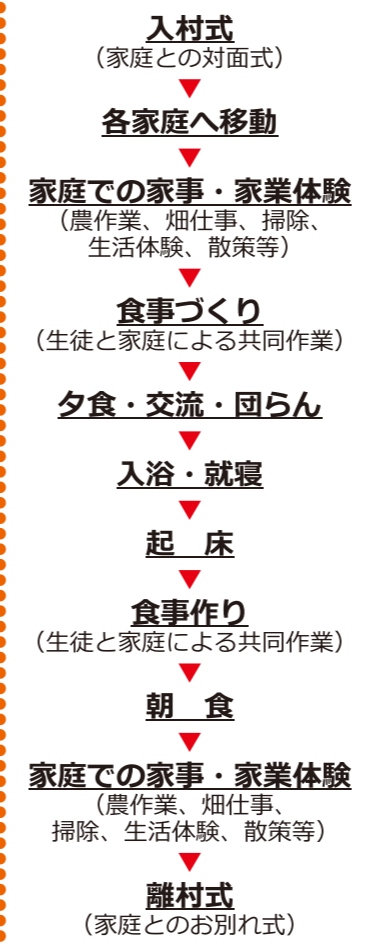 入村式
（家庭との対面式）
▼
各家庭へ移動
▼
家庭での家事・家業体験
（農作業、畑仕事、掃除、
生活体験、散策等）
▼
食事づくり
（生徒と家庭による共同作業）
▼
夕食・交流・団らん
▼
入浴・就寝
▼
起　床
▼
食事作り
（生徒と家庭による共同作業）
▼
朝　食
▼
家庭での家事・家業体験
（農作業、畑仕事、
掃除、生活体験、散策等）
▼
離村式
（家庭とのお別れ式）